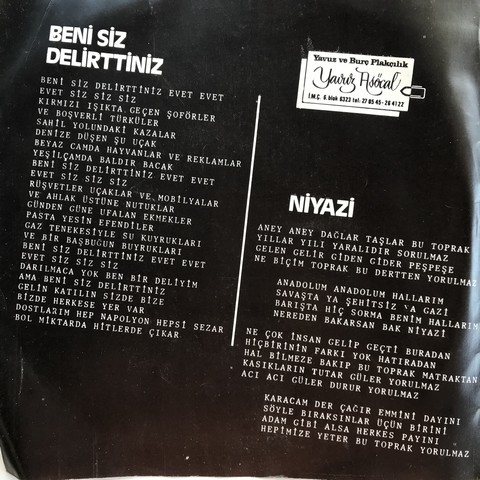 BENİ SİZ
DELİRTTİNİZ
BENİ SİZ DELİRTTİNİZ EVET EVET
EVET SİZ SİZ SİZ
KIRMIZI IŞIKTA GEÇEN ŞOFÖRLER
VE BOŞVERLİ TÜRKÜLER
SAHİL YOLUNDAKİ KAZALAR
DENİZE DÜŞEN ŞU UÇAK
BEYAZ CAMDA HAYVANLAR VE REKLAMLAR
YEŞİLÇAMDA BALDIR BACAK
BENİ SİZ DELİRTTİNİZ EVET EVET
EVET SİZ SİZ SİZ
RÜŞVETLER UÇAKLAR VE MOBİLYALAR
VE AHLAK ÜSTÜNE NUTUKLAR
GÜNDEN GÜNE UFALAN EKMEKLER
PASTA YESİN EFENDİLER
GAZ TENEKESİYLE SU KUYRUKLARI
VE BİR BAŞBUĞUN BUYRUKLARI
BENİ SİZ DELİRTTİNİZ EVET EVET
EVET SİZ SİZ SİZ
DARILMACA YOK BEN BİR DELİYİM
AMA BENİ SİZ DELİRTTİNİZ
GELİN KATILIN SİZDE BİZE
BİZDE HERKESE YER VAR
DOSTLARIM HEP NAPOLYON HEPSİ SEZAR
BOL MİKTARDA HİTLERDE ÇIKAR
Yavuz ve Burç Plakçılık
Yavuz Asöcal
İ.M.Ç. 6. blok 6323 tel: 27 05 45 - 26 41 22
NİYAZİ
ANEY ANEY DAĞLAR TAŞLAR BU TOPRAK
YILLAR YILI YARALIDIR SORULMAZ
GELEN GELİR GİDEN GİDER PEŞPEŞE
NE BİÇİM TOPRAK BU DERTTEN YORULMAZ
ANADOLUM ANADOLUM HALLARIM
SAVAŞTA YA ŞEHİTSİZ YA GAZİ
BARIŞTA HİÇ SORMA BENİM HALLARIM
NEREDEN BAKARSAN BAK NİYAZİ
NE ÇOK İNSAN GELİP GEÇTİ BURADAN
HİÇBİRİNİN FARKI YOK HATIRADAN
HAL BİLMEZE BAKIP BU TOPRAK MATRAKTAN
KASIKLARIN TUTAR GÜLER YORULMAZ
ACI ACI GÜLER DURUR YORULMAZ
KARACAM DER ÇAĞIR EMMİNİ DAYINI
SÖYLE BIRAKSINLAR ÜÇÜN BİRİNİ
ADAM GİBİ ALSA HERKES PAYINI
HEPİMİZE YETER BU TOPRAK YORULMAZ